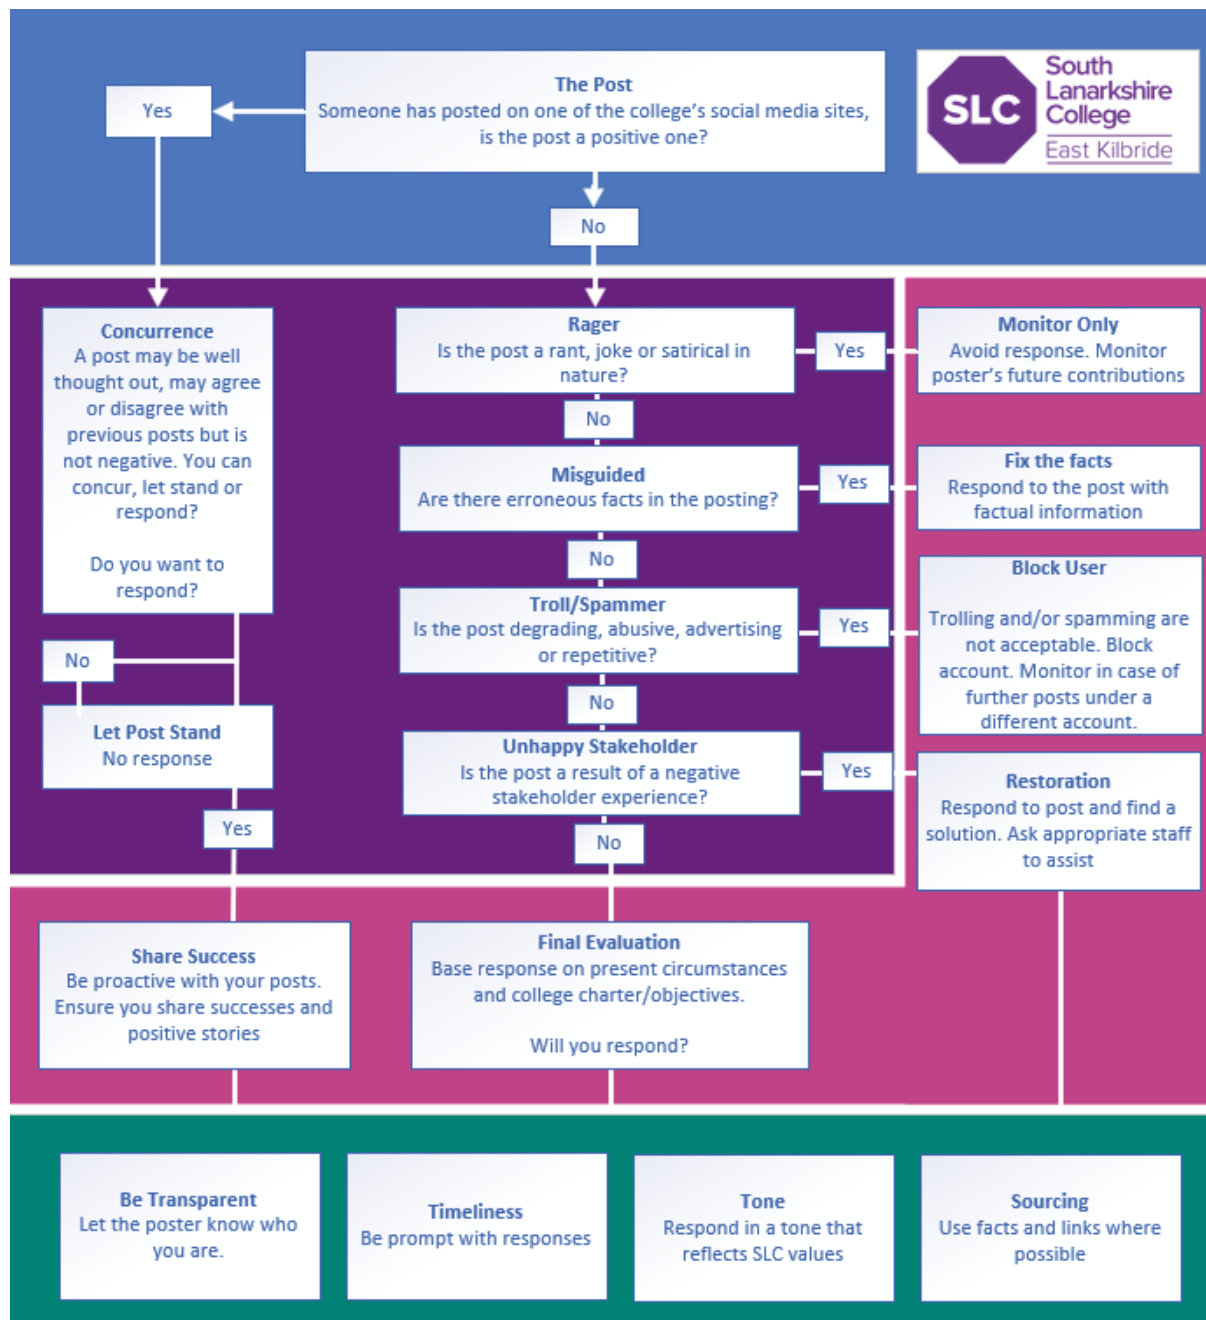 The Post
Someone has posted on one of the college's social media sites,
is the post a positive one?
Yes
No
SLC
South
Lanarkshire
College
East Kilbride
Concurrence
A post may be well
thought out, may agree
or disagree with
previous posts but is
not negative. You can
concur, let stand or
respond?
Do you want to
respond?
No
Let Post Stand
No response
Yes
Rager
Is the post a rant, joke or satirical in
nature?
Yes
Monitor Only
Avoid response. Monitor
poster's future contributions
No
Misguided
Are there erroneous facts in the posting?
Yes
Fix the facts
Respond to the post with
factual information
No
Troll/Spammer
Is the post degrading, abusive, advertising
or repetitive?
Yes
Block User
Trolling and/or spamming are
not acceptable. Block
account. Monitor in case of
further posts under a
different account.
No
Unhappy Stakeholder
Is the post a result of a negative
stakeholder experience?
Yes
Restoration
Respond to post and find a
solution. Ask appropriate staff
to assist
No
Share Success
Be proactive with your posts.
Ensure you share successes and
positive stories
Final Evaluation
Base response on present circumstances
and college charter/objectives.
Will you respond?
Be Transparent
Let the poster know who
you are.
Timeliness
Be prompt with responses
Tone
Respond in a tone that
reflects SLC values
Sourcing
Use facts and links where
possible